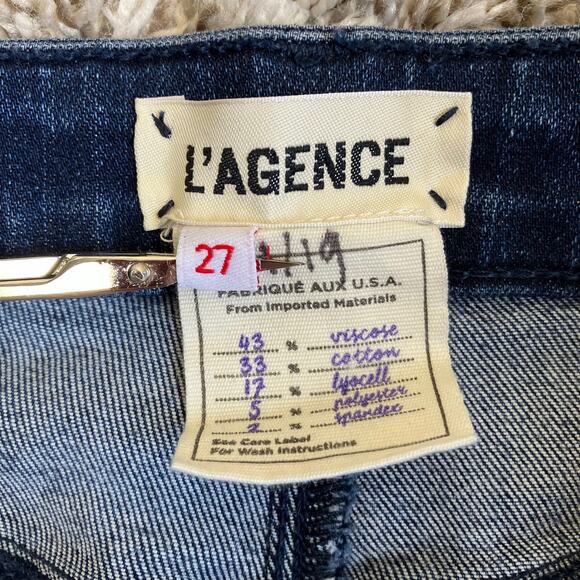 L'AGENCE
27
/19
FABRIQUÉ AUX U.S.A.
From Imported Materials
43 % viscose
33 % cotton
17 % lyocell
5 % polyester
2 % spandex
See Care Label
For Wash Instructions